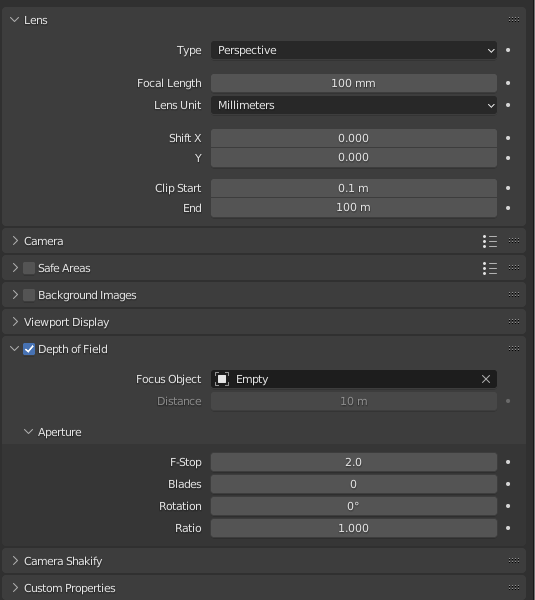 Lens
Type Perspective
Focal Length 100 mm
Lens Unit Millimeters
Shift X 0.000
Y 0.000
Clip Start 0.1 m
End 100 m
Camera
Safe Areas
Background Images
Viewport Display
Depth of Field
Focus Object Empty
Distance 10 m
Aperture
F-Stop 2.0
Blades 0
Rotation 0°
Ratio 1.000
Camera Shakify
Custom Properties